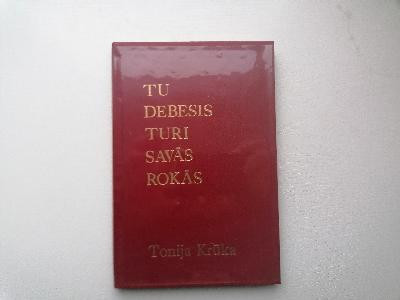 TU
DEBESIS
TURI
SAVĀS
ROKĀS
Tonija Krūka